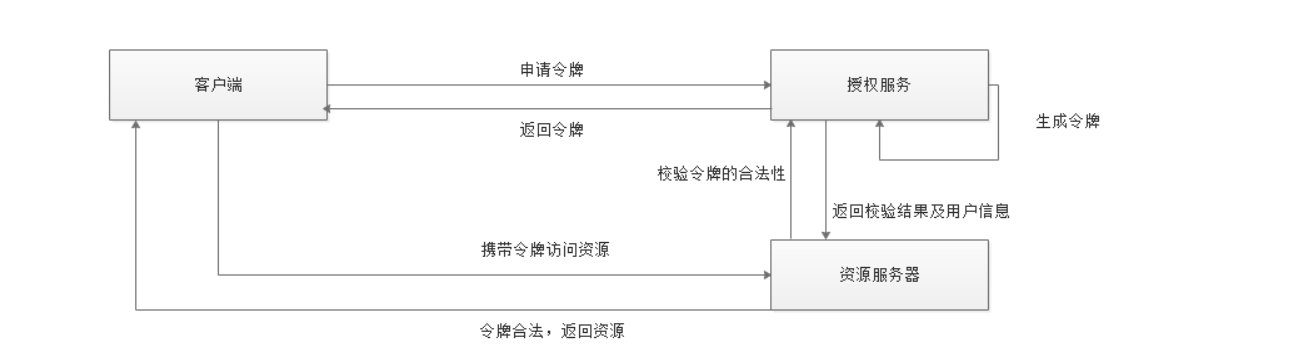 客户端
申请令牌
授权服务
生成令牌
返回令牌
校验令牌的合法性
返回校验结果及用户信息
携带令牌访问资源
资源服务器
令牌合法，返回资源